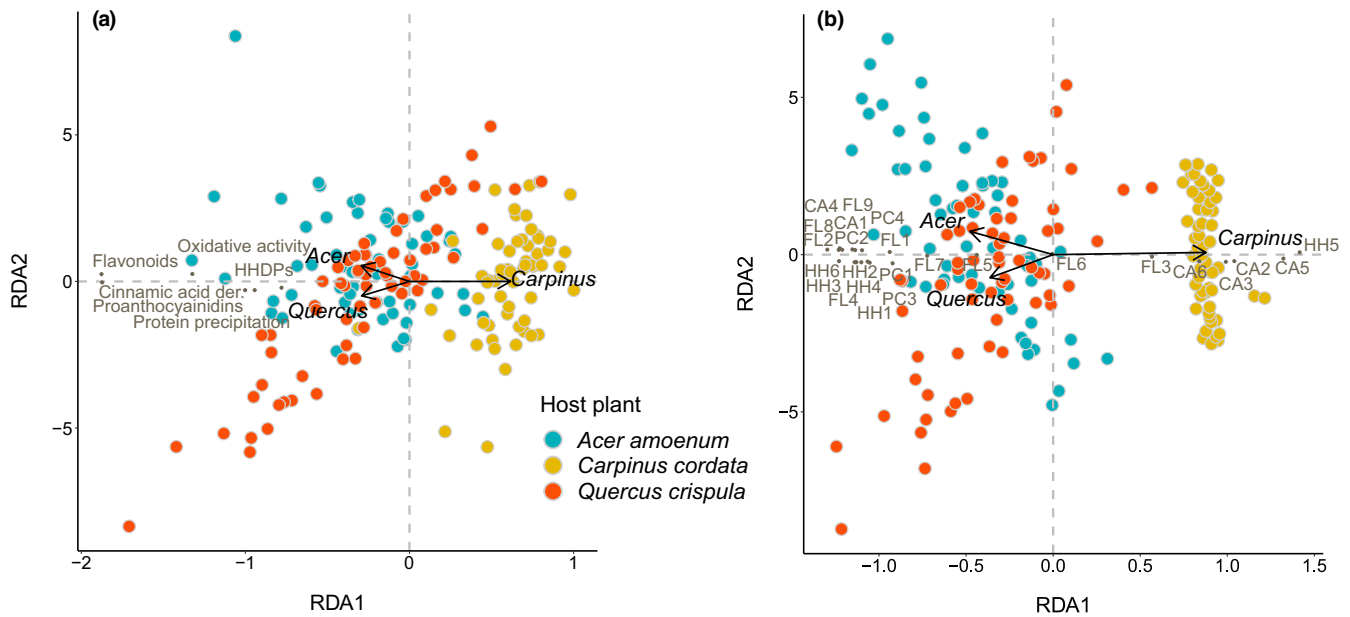 (a)
RDA2
5
0
−5
−2
−1
0
1
RDA1
Flavonoids
Oxidative activity
HHDPs
Cinnamic acid der.
Proanthocyainidins
Protein precipitation
Acer
Quercus
Carpinus
Host plant
Acer amoenum
Carpinus cordata
Quercus crispula
(b)
RDA2
5
0
−5
−1.0
−0.5
0.0
0.5
1.0
1.5
RDA1
CA4 FL9
FL8 CA1 PC4
FL2 PC2 FL1
HH6 HH2 PC1 FL7 FL5 FL6 FL3 CA6 CA2 CA5
HH3 HH4 CA3
FL4 PC3
HH1
HH5
Acer
Quercus
Carpinus